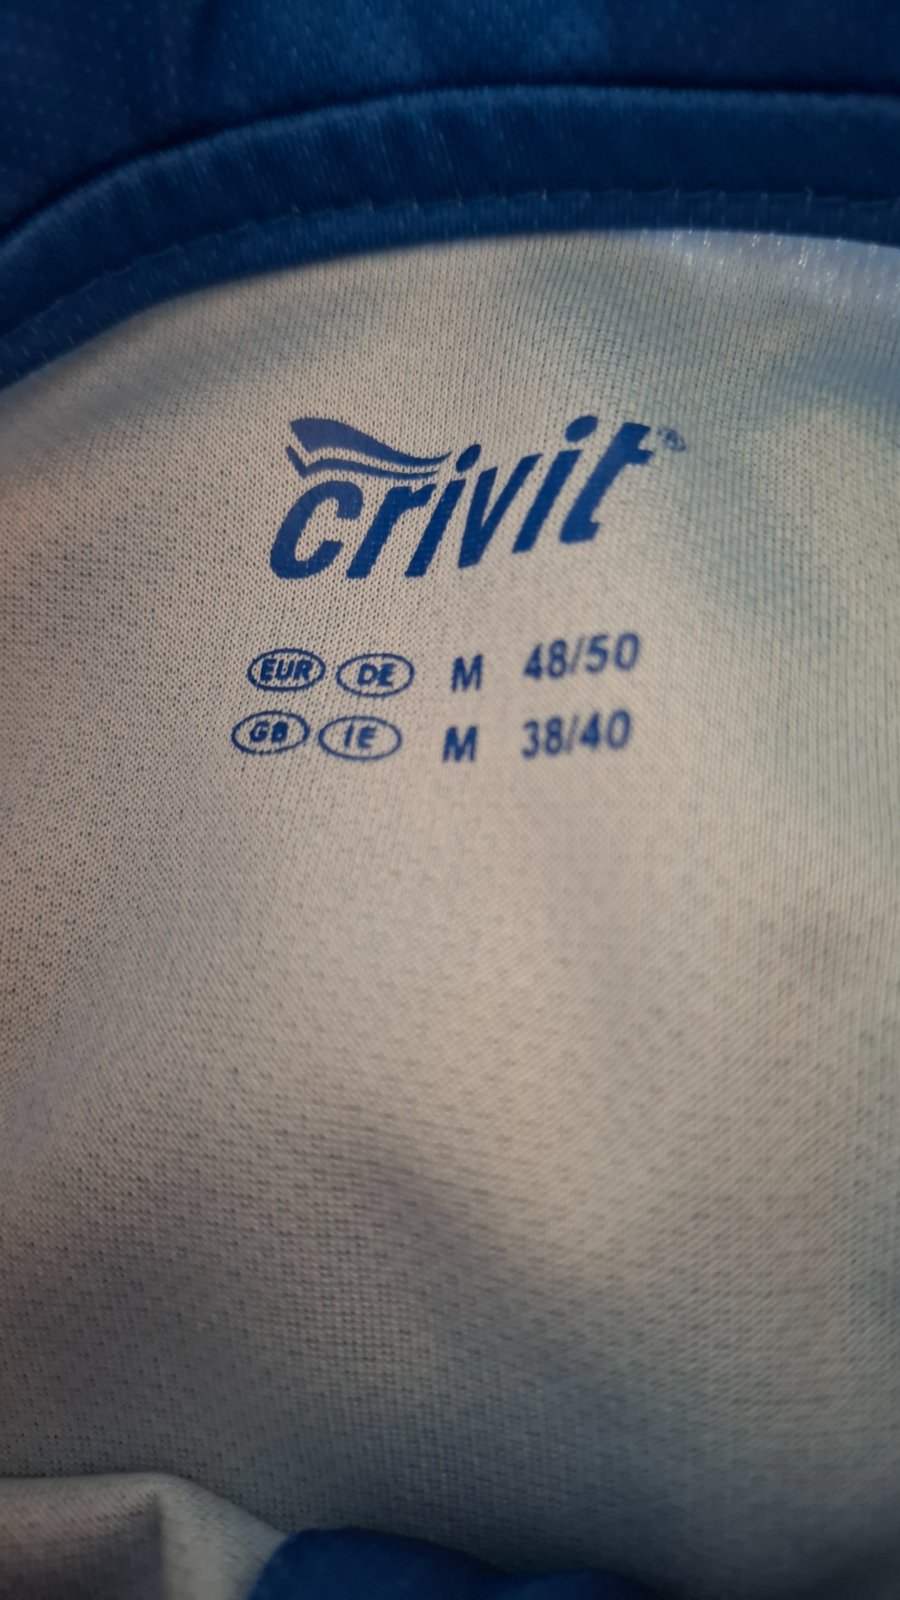 crivit®
EUR DE M 48/50
GB IE M 38/40